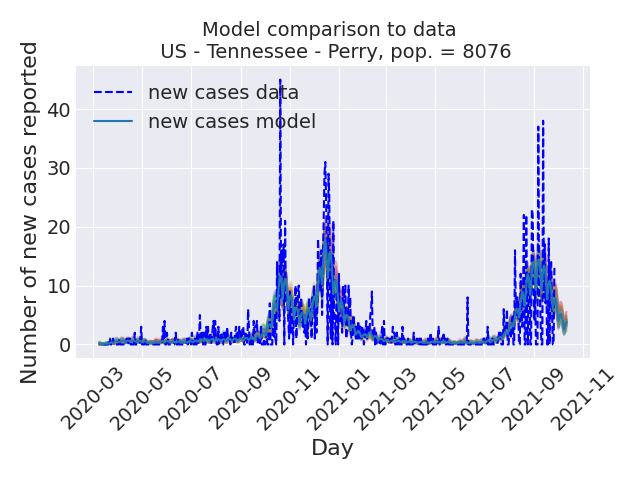 Model comparison to data
US - Tennessee - Perry, pop. = 8076
Number of new cases reported
new cases data
new cases model
40
30
20
10
0
2020-03
2020-05
2020-07
2020-09
2020-11
2021-01
2021-03
2021-05
2021-07
2021-09
2021-11
Day